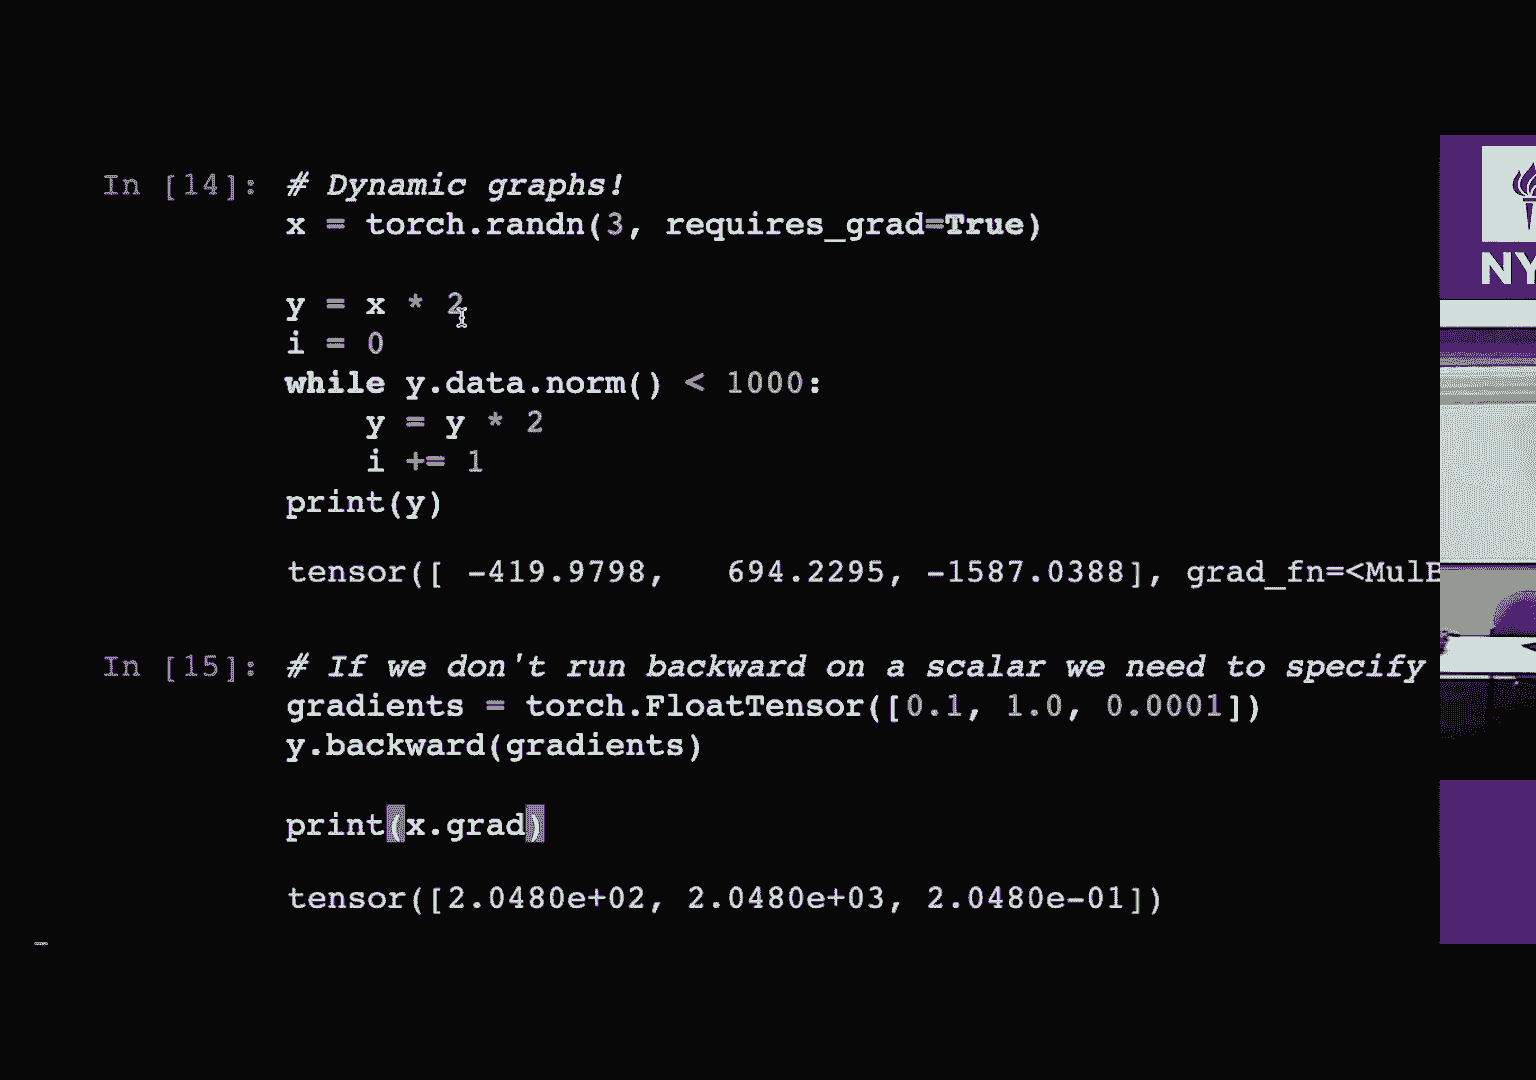 In [14]: # Dynamic graphs!
x = torch.randn(3, requires_grad=True)
y = x * 2
i = 0
while y.data.norm() < 1000:
    y = y * 2
    i += 1
print(y)
tensor([ -419.9798,   694.2295, -1587.0388], grad_fn=<MulB
In [15]: # If we don't run backward on a scalar we need to specify
gradients = torch.FloatTensor([0.1, 1.0, 0.0001])
y.backward(gradients)
print(x.grad)
tensor([2.0480e+02, 2.0480e+03, 2.0480e-01])
NY